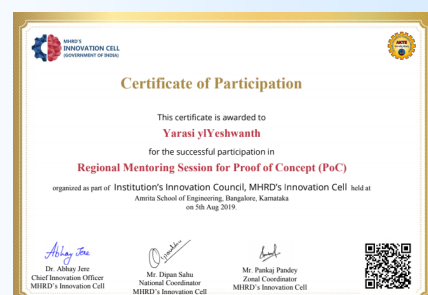 MHRD'S
INNOVATION CELL
(GOVERNMENT OF INDIA)
Certificate of Participation
This certificate is awarded to
Yarasi ylYeshwanth
for the successful participation in
Regional Mentoring Session for Proof of Concept (PoC)
organized as part of Institution's Innovation Council, MHRD's Innovation Cell held at
Amrita School of Engineering, Bangalore, Karnataka
on 5th Aug 2019.
Abhay Jere
Dr. Abhay Jere
Chief Innovation Officer
MHRD's Innovation Cell
Mr. Dipan Sahu
National Coordinator
MHRD's Innovation Cell
Mr. Pankaj Pandey
Zonal Coordinator
MHRD's Innovation Cell